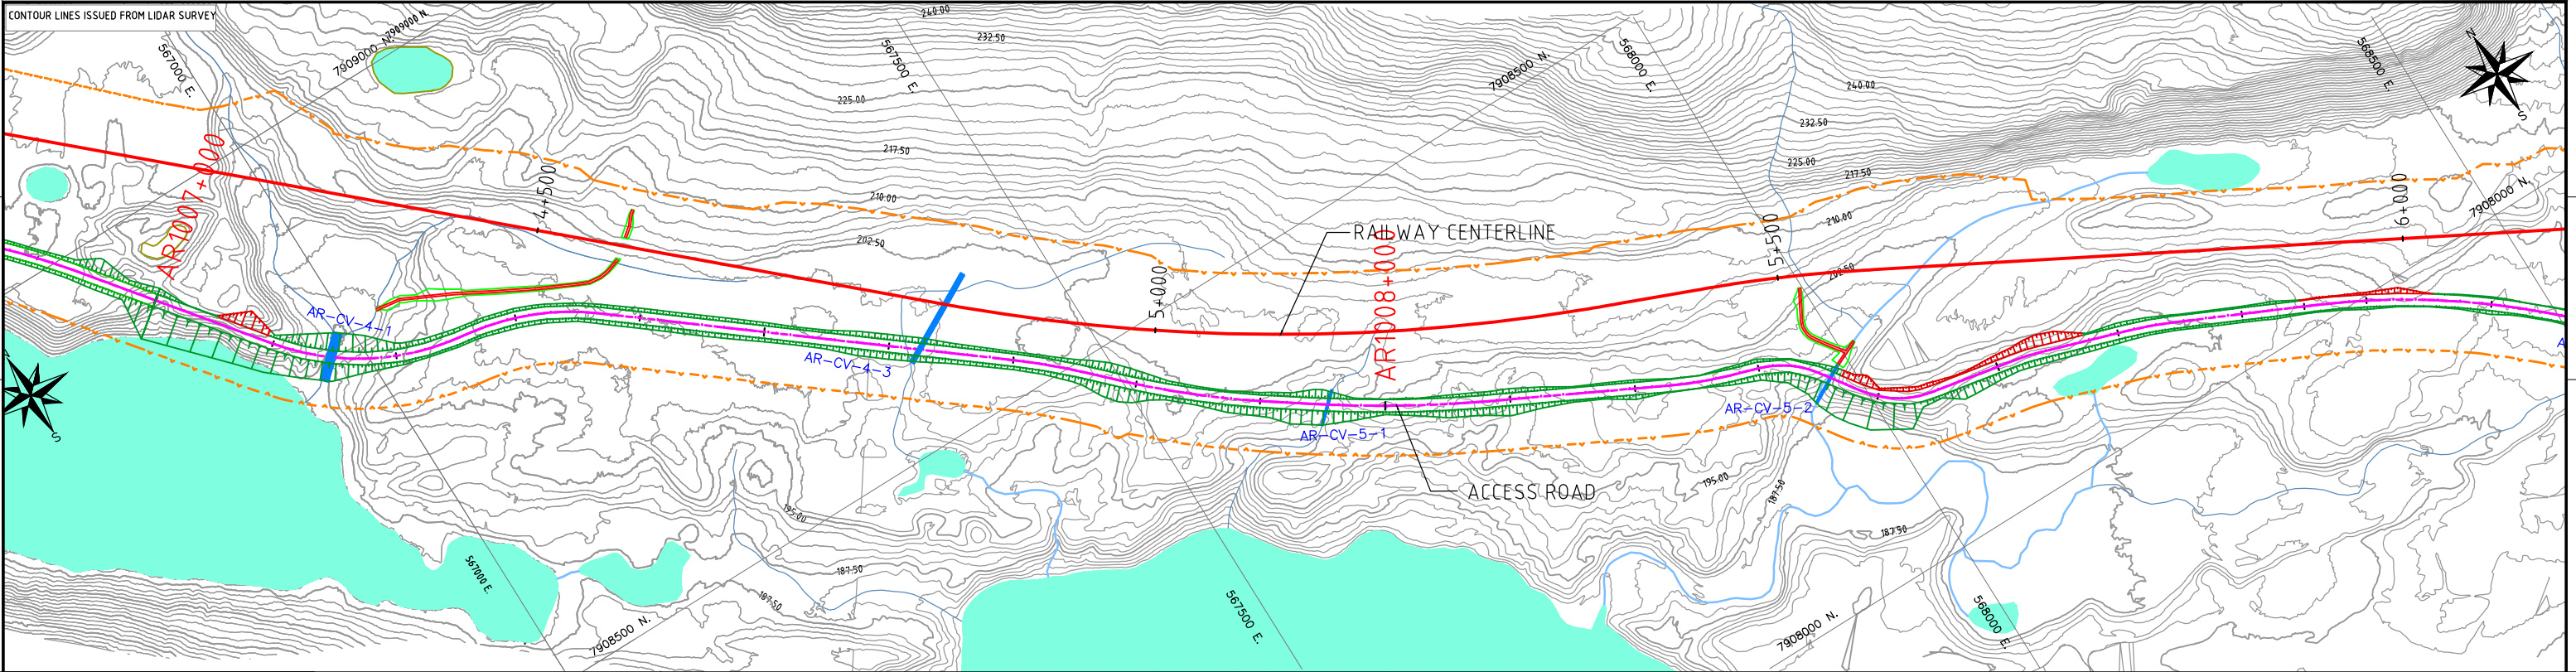 CONTOUR LINES ISSUED FROM LIDAR SURVEY
7909000 N.
7909000 N.
567000 E.
567500 E.
240.00
232.50
7908500 N.
568000 E.
240.00
568500 E.
N
S
225.00
232.50
217.50
225.00
217.50
AR1007+000
4+500
210.00
210.00
6+000
7908000 N.
202.50
RAILWAY CENTERLINE
5+500
202.50
5+000
AR1008+000
AR-CV-4-1
AR-CV-4-3
AR-CV-5-1
AR-CV-5-2
A
S
ACCESS ROAD
195.00
187.50
195.00
187.50
187.50
187.50
567000 E.
567500 E.
568000 E.
7908500 N.
7908000 N.